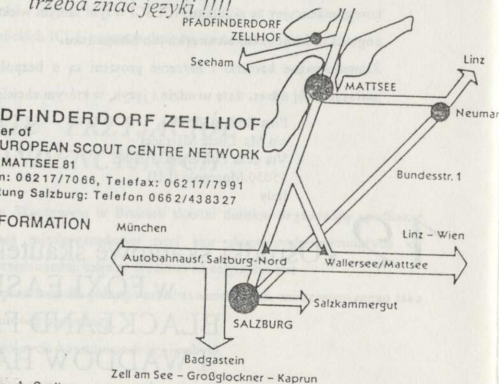 trzeba znać języki !!!!
PFADFINDERDORF
ZELLHOF
Seeham
MATTSEE
Linz
Neumar
DFINDERDORF ZELLHOF
er of
UROPEAN SCOUT CENTRE NETWORK
MATTSEE 81
n: 06217/7066, Telefax: 06217/7991
tung Salzburg: Telefon 0662/438327
Bundesstr. 1
FORMATION
München
Linz - Wien
Autobahnausf. Salzburg-Nord
Wallersee/Mattsee
Salzkammergut
SALZBURG
Badgastein
Zell am See - Großglockner - Kaprun